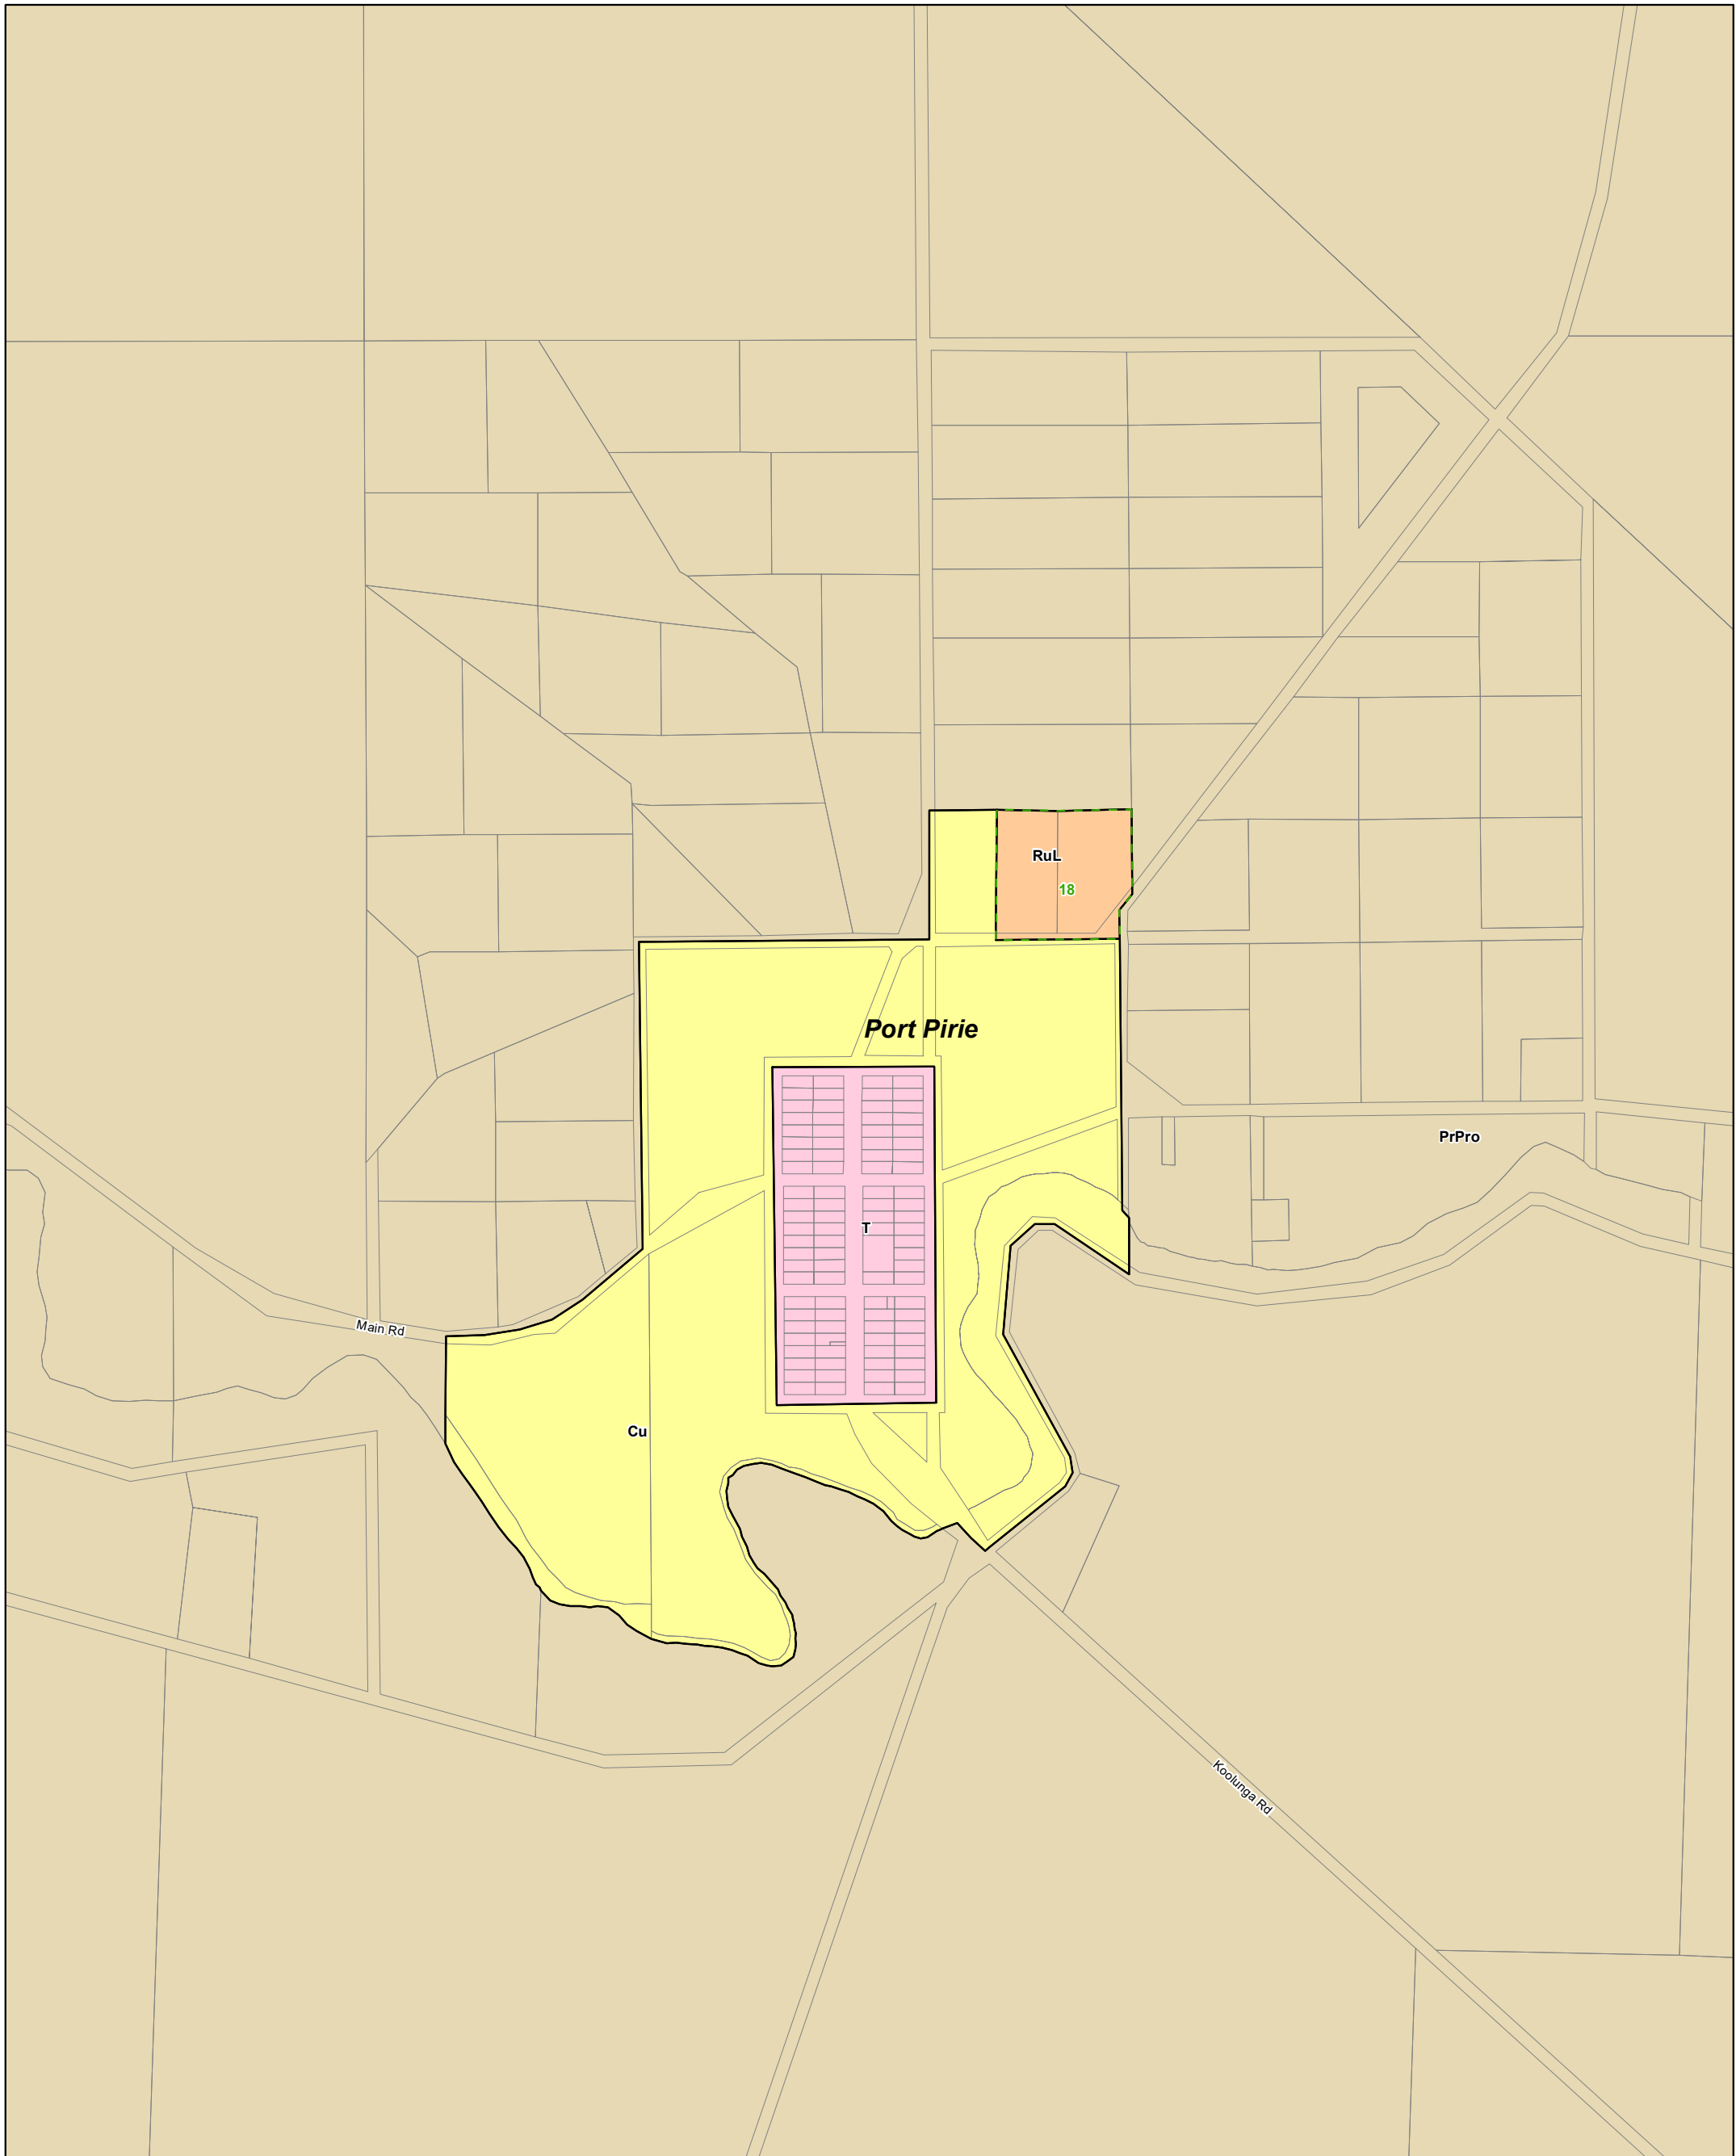 RuL
18
Port Pirie
PrPro
T
Main Rd
Cu
Koolunga Rd